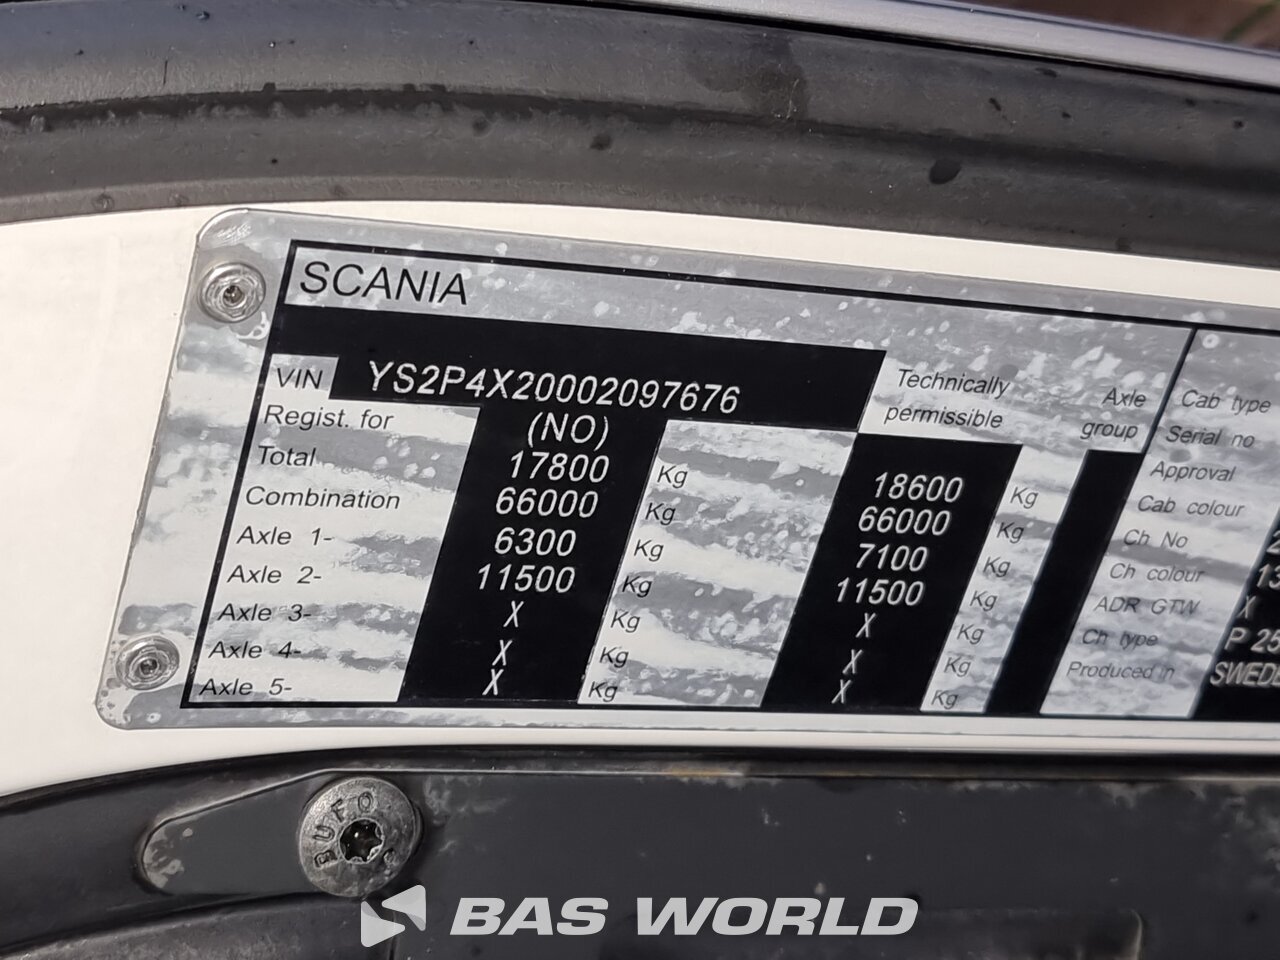 SCANIA
VIN YS2P4X20002097676 Technically permissible Axle group
Regist. for (NO)
Total 17800 Kg 18600 Kg
Combination 66000 Kg 66000 Kg
Axle 1- 6300 Kg 7100 Kg
Axle 2- 11500 Kg 11500 Kg
Axle 3- X Kg X Kg
Axle 4- X Kg X Kg
Axle 5- X Kg X Kg
Cab type
Serial no
Approval
Cab colour
Ch No
Ch colour
ADR GTW X
Ch type
Produced in
BUFO
BAS WORLD